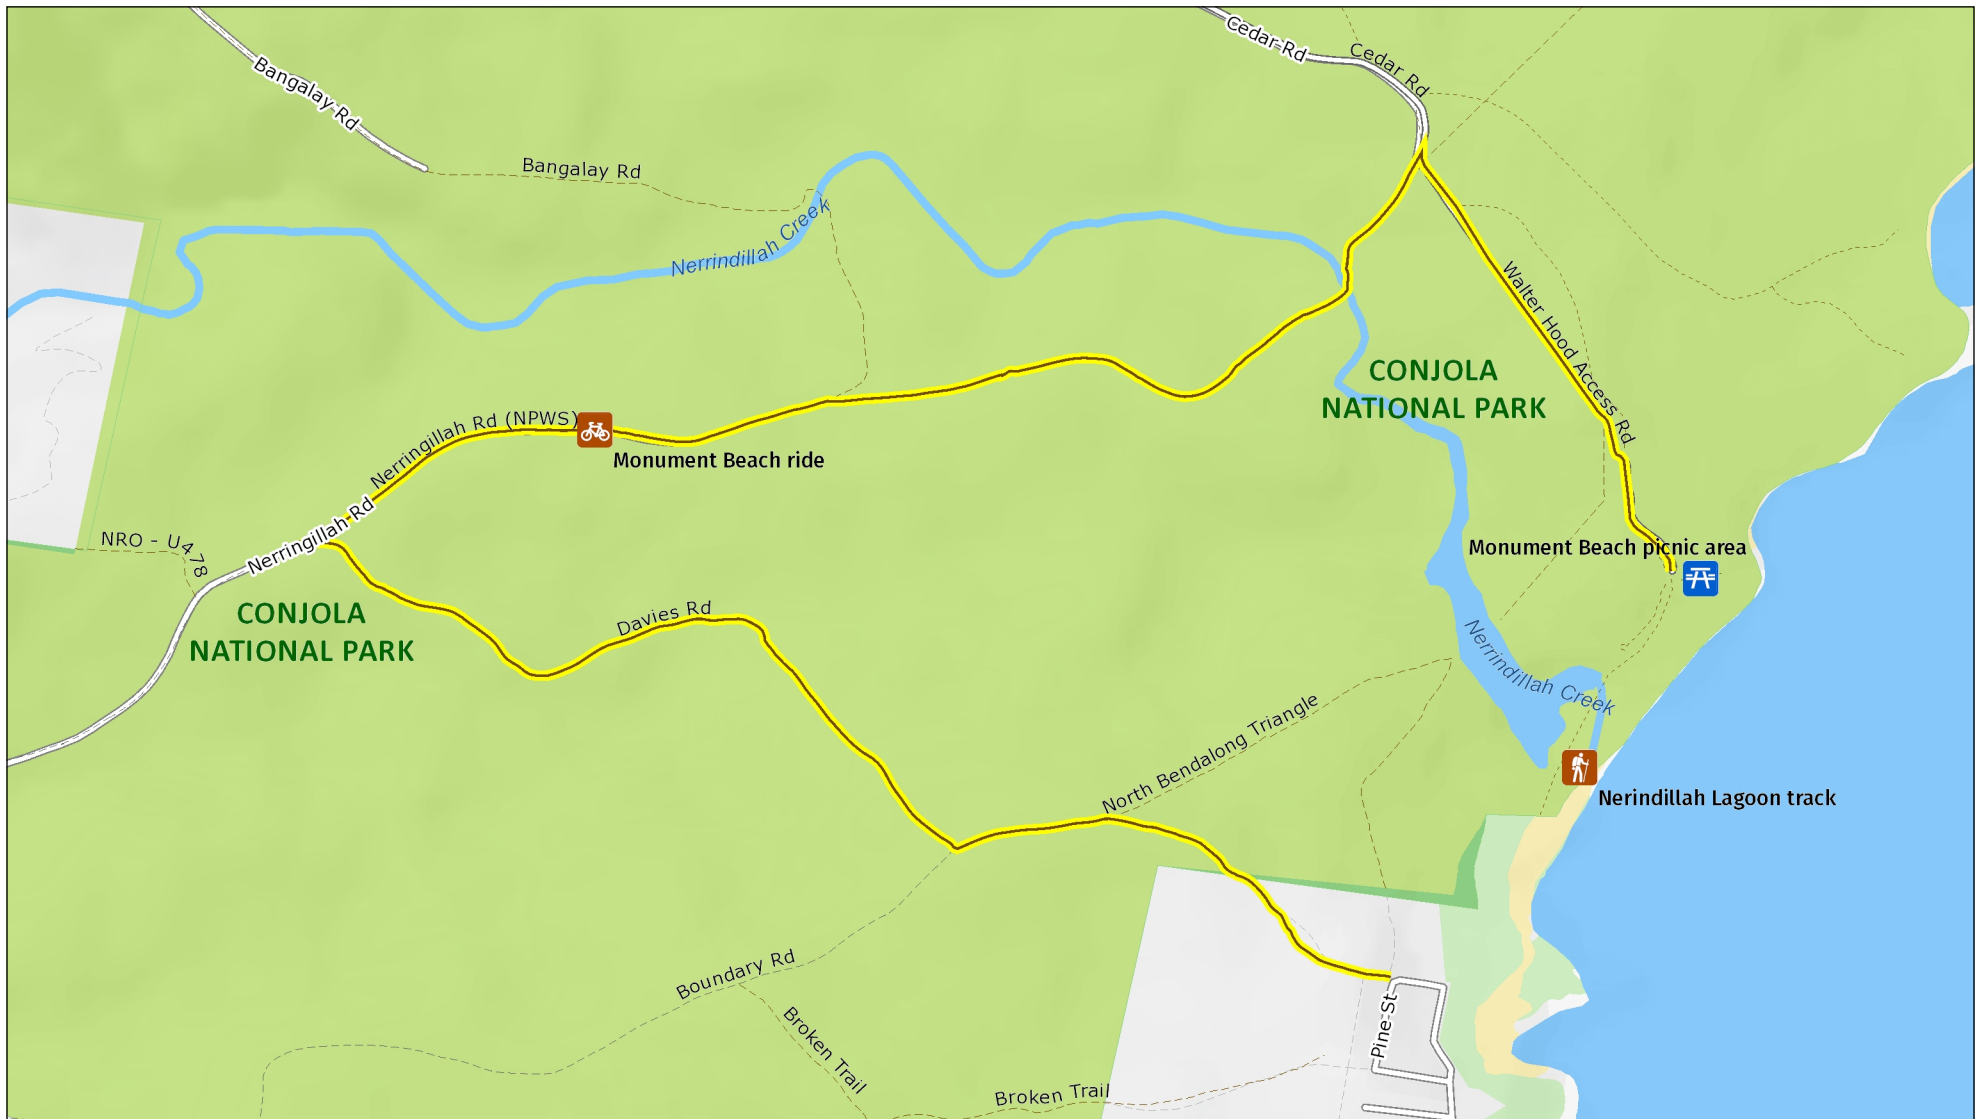 Cedar Rd
Cedar Rd
Bangalay Rd
Bangalay Rd
Nerrindillah Creek
Walter Hood Access Rd
CONJOLA
NATIONAL PARK
Nerringillah Rd (NPWS)
Monument Beach ride
Nerringillah Rd
NRO - U478
Monument Beach picnic area
CONJOLA
NATIONAL PARK
Davies Rd
Nerrindillah Creek
North Bendalong Triangle
Nerindillah Lagoon track
Boundary Rd
Broken Trail
Pine St
Broken Trail